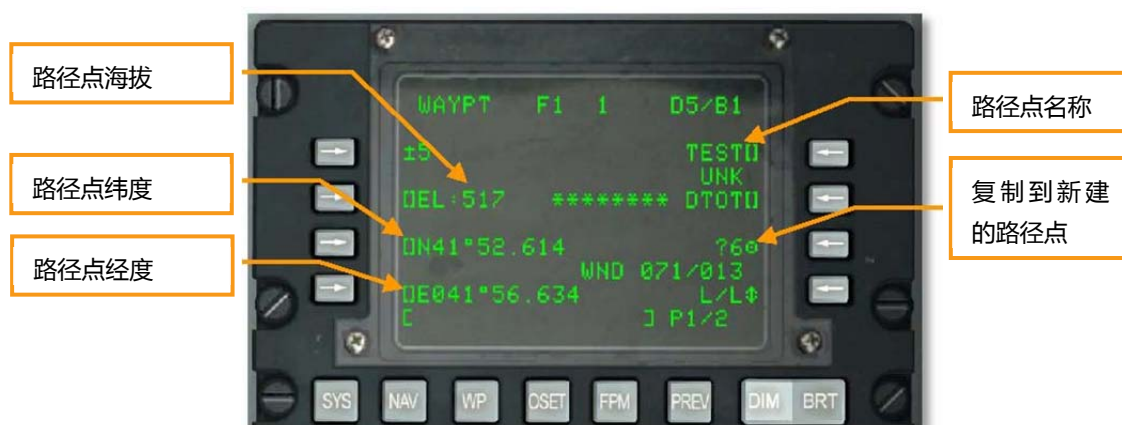 路径点海拔
路径点纬度
路径点经度
路径点名称
复制到新建
的路径点
WAYPT F1 1 D5/B1
±5 TEST[]
UNK
[]EL:517 ******** DTOT[]
[]N41°52.614 ?6⊙
WND 071/013
[]E041°56.634 L/L↕
[ ] P1/2
SYS NAV WP OSET FPM PREV DIM BRT